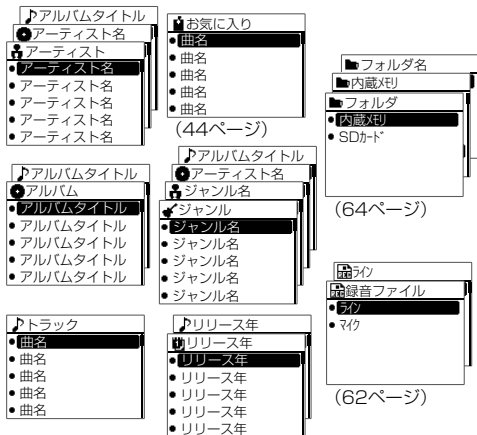 アルバムタイトル
アーティスト名
アーティスト
アーティスト名
アーティスト名
アーティスト名
アーティスト名
アーティスト名
お気に入り
曲名
曲名
曲名
曲名
曲名
(44ページ)
フォルダ名
内蔵ﾒﾓﾘ
フォルダ
内蔵ﾒﾓﾘ
SDｶｰﾄﾞ
(64ページ)
アルバムタイトル
アルバム
アルバムタイトル
アルバムタイトル
アルバムタイトル
アルバムタイトル
アルバムタイトル
アルバムタイトル
アーティスト名
ジャンル名
ジャンル
ジャンル名
ジャンル名
ジャンル名
ジャンル名
ジャンル名
REC ﾗｲﾝ
REC 録音ファイル
ﾗｲﾝ
ﾏｲｸ
(62ページ)
トラック
曲名
曲名
曲名
曲名
曲名
リリース年
リリース年
リリース年
リリース年
リリース年
リリース年
リリース年